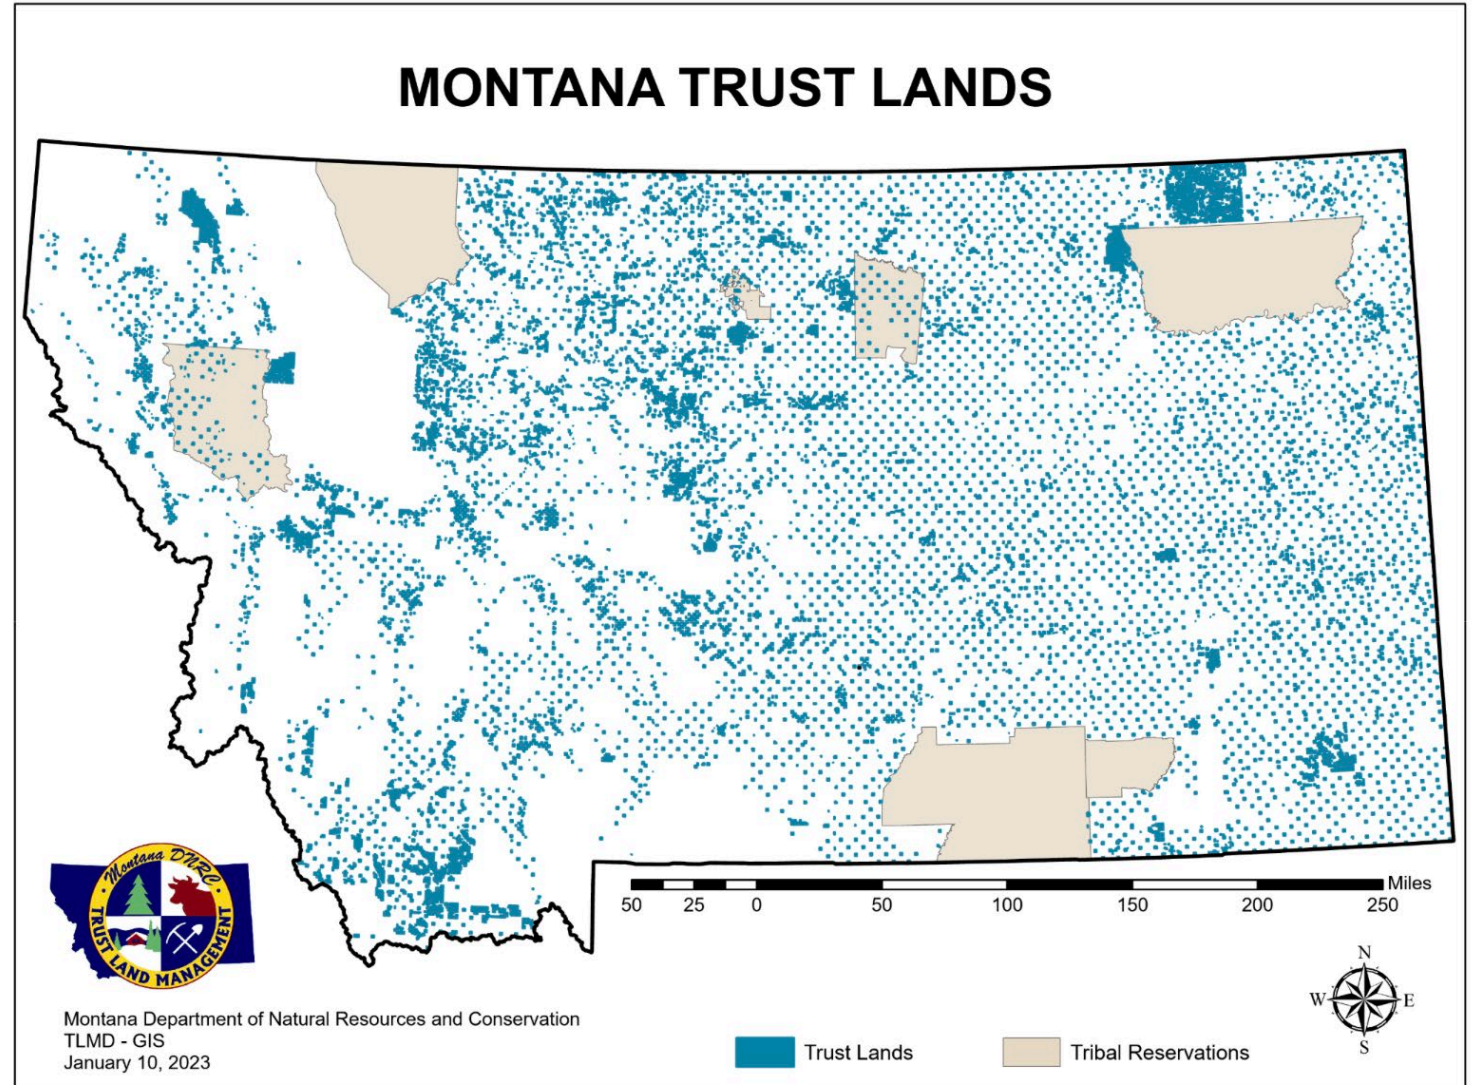 MONTANA TRUST LANDS
Miles
50 25 0 50 100 150 200 250
Montana DNRC
TRUST LAND MANAGEMENT
N
W E
S
Montana Department of Natural Resources and Conservation
TLMD - GIS
January 10, 2023
Trust Lands
Tribal Reservations